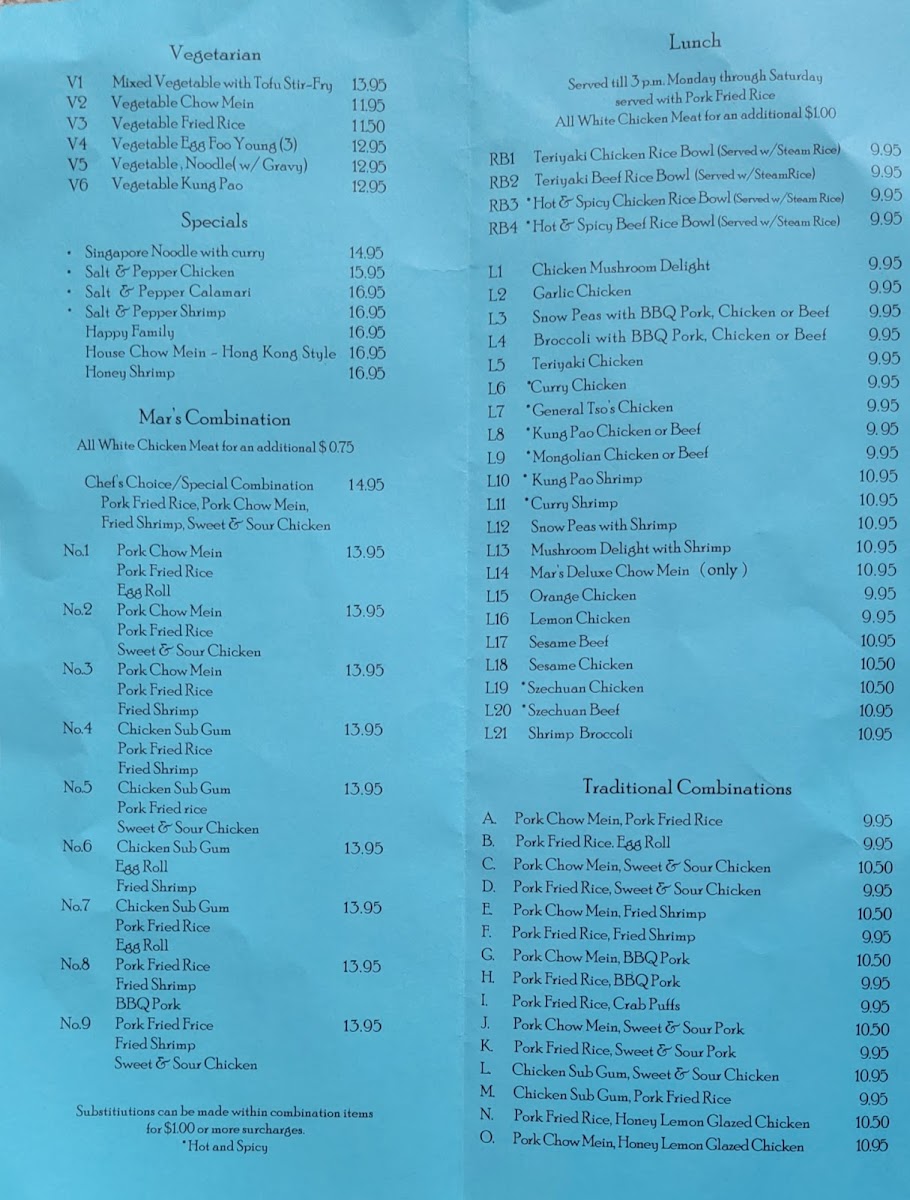 Vegetarian
V1 Mixed Vegetable with Tofu Stir-Fry 13.95
V2 Vegetable Chow Mein 11.95
V3 Vegetable Fried Rice 11.50
V4 Vegetable Egg Foo Young (3) 12.95
V5 Vegetable, Noodle( w/ Gravy) 12.95
V6 Vegetable Kung Pao 12.95
Specials
• Singapore Noodle with curry 14.95
• Salt & Pepper Chicken 15.95
• Salt & Pepper Calamari 16.95
• Salt & Pepper Shrimp 16.95
Happy Family 16.95
House Chow Mein - Hong Kong Style 16.95
Honey Shrimp 16.95
Mar's Combination
All White Chicken Meat for an additional $ 0.75
Chef's Choice/Special Combination 14.95
Pork Fried Rice, Pork Chow Mein,
Fried Shrimp, Sweet & Sour Chicken
No.1 Pork Chow Mein 13.95
Pork Fried Rice
Egg Roll
No.2 Pork Chow Mein 13.95
Pork Fried Rice
Sweet & Sour Chicken
No.3 Pork Chow Mein 13.95
Pork Fried Rice
Fried Shrimp
No.4 Chicken Sub Gum 13.95
Pork Fried Rice
Fried Shrimp
No.5 Chicken Sub Gum 13.95
Pork Fried rice
Sweet & Sour Chicken
No.6 Chicken Sub Gum 13.95
Egg Roll
Fried Shrimp
No.7 Chicken Sub Gum 13.95
Pork Fried Rice
Egg Roll
No.8 Pork Fried Rice 13.95
Fried Shrimp
BBQ Pork
No.9 Pork Fried Frice 13.95
Fried Shrimp
Sweet & Sour Chicken
Substitiutions can be made within combination items
for $1.00 or more surcharges.
*Hot and Spicy
Lunch
Served till 3 p.m. Monday through Saturday
served with Pork Fried Rice
All White Chicken Meat for an additional $1.00
RB1 Teriyaki Chicken Rice Bowl (Served w/Steam Rice) 9.95
RB2 Teriyaki Beef Rice Bowl (Served w/SteamRice) 9.95
RB3 *Hot & Spicy Chicken Rice Bowl (Served w/Steam Rice) 9.95
RB4 *Hot & Spicy Beef Rice Bowl (Served w/Steam Rice) 9.95
L1 Chicken Mushroom Delight 9.95
L2 Garlic Chicken 9.95
L3 Snow Peas with BBQ Pork, Chicken or Beef 9.95
L4 Broccoli with BBQ Pork, Chicken or Beef 9.95
L5 Teriyaki Chicken 9.95
L6 *Curry Chicken 9.95
L7 *General Tso's Chicken 9.95
L8 *Kung Pao Chicken or Beef 9.95
L9 *Mongolian Chicken or Beef 9.95
L10 * Kung Pao Shrimp 10.95
L11 *Curry Shrimp 10.95
L12 Snow Peas with Shrimp 10.95
L13 Mushroom Delight with Shrimp 10.95
L14 Mar's Deluxe Chow Mein (only) 10.95
L15 Orange Chicken 9.95
L16 Lemon Chicken 9.95
L17 Sesame Beef 10.95
L18 Sesame Chicken 10.50
L19 *Szechuan Chicken 10.50
L20 *Szechuan Beef 10.95
L21 Shrimp Broccoli 10.95
Traditional Combinations
A. Pork Chow Mein, Pork Fried Rice 9.95
B. Pork Fried Rice. Egg Roll 9.95
C. Pork Chow Mein, Sweet & Sour Chicken 10.50
D. Pork Fried Rice, Sweet & Sour Chicken 9.95
E. Pork Chow Mein, Fried Shrimp 10.50
F. Pork Fried Rice, Fried Shrimp 9.95
G. Pork Chow Mein, BBQ Pork 10.50
H. Pork Fried Rice, BBQ Pork 9.95
I. Pork Fried Rice, Crab Puffs 9.95
J. Pork Chow Mein, Sweet & Sour Pork 10.50
K. Pork Fried Rice, Sweet & Sour Pork 9.95
L. Chicken Sub Gum, Sweet & Sour Chicken 10.95
M. Chicken Sub Gum, Pork Fried Rice 9.95
N. Pork Fried Rice, Honey Lemon Glazed Chicken 10.50
O. Pork Chow Mein, Honey Lemon Glazed Chicken 10.95